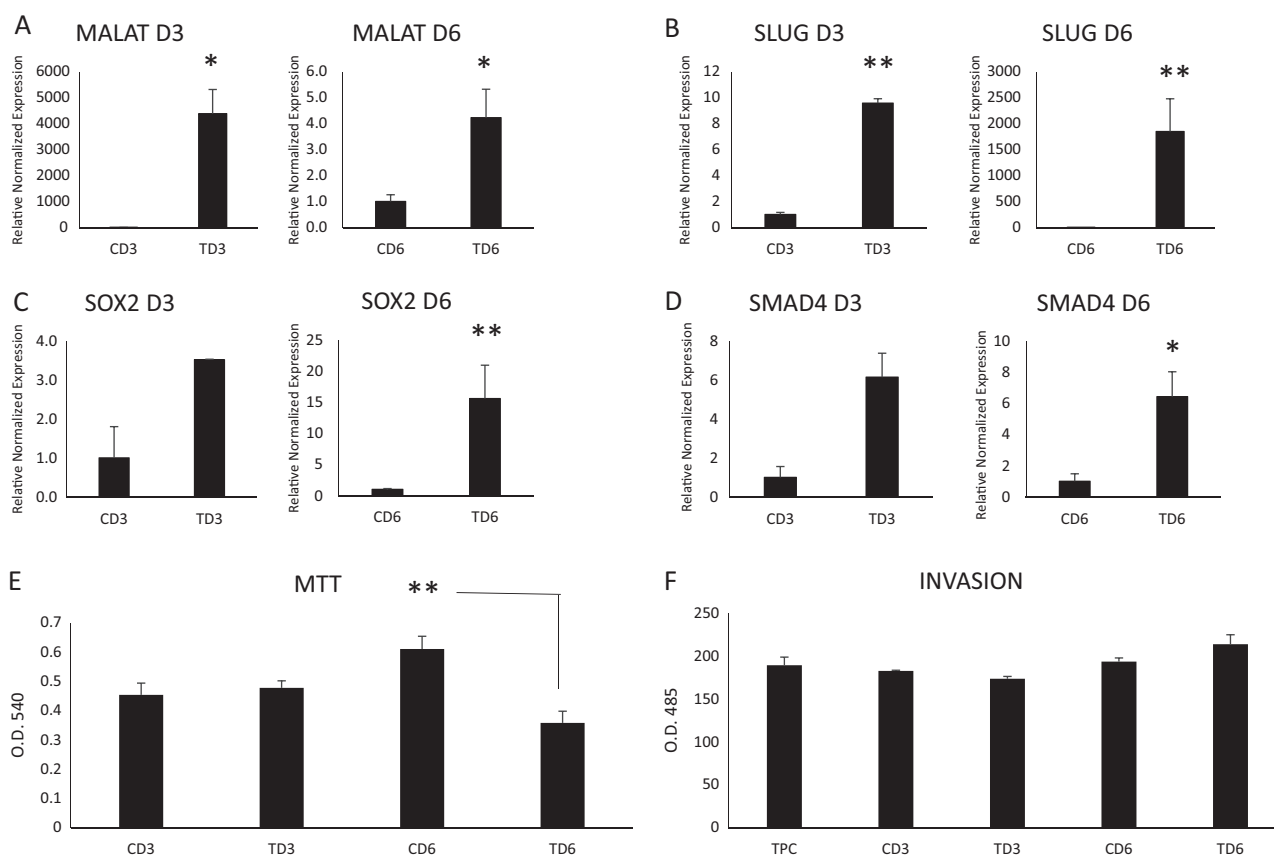 A
MALAT D3
Relative Normalized Expression
6000
5000
4000
3000
2000
1000
0
*
CD3
TD3
MALAT D6
Relative Normalized Expression
6.0
5.0
4.0
3.0
2.0
1.0
0.0
*
CD6
TD6
B
SLUG D3
Relative Normalized Expression
12
10
8
6
4
2
0
**
CD3
TD3
SLUG D6
Relative Normalized Expression
3000
2500
2000
1500
1000
500
0
**
CD6
TD6
C
SOX2 D3
Relative Normalized Expression
4.0
3.0
2.0
1.0
0.0
CD3
TD3
SOX2 D6
Relative Normalized Expression
25
20
15
10
5
0
**
CD6
TD6
D
SMAD4 D3
Relative Normalized Expression
8
6
4
2
0
CD3
TD3
SMAD4 D6
Relative Normalized Expression
10
8
6
4
2
0
*
CD6
TD6
E
MTT
O.D. 540
0.7
0.6
0.5
0.4
0.3
0.2
0.1
0
**
CD3
TD3
CD6
TD6
F
INVASION
O.D. 485
250
200
150
100
50
0
TPC
CD3
TD3
CD6
TD6